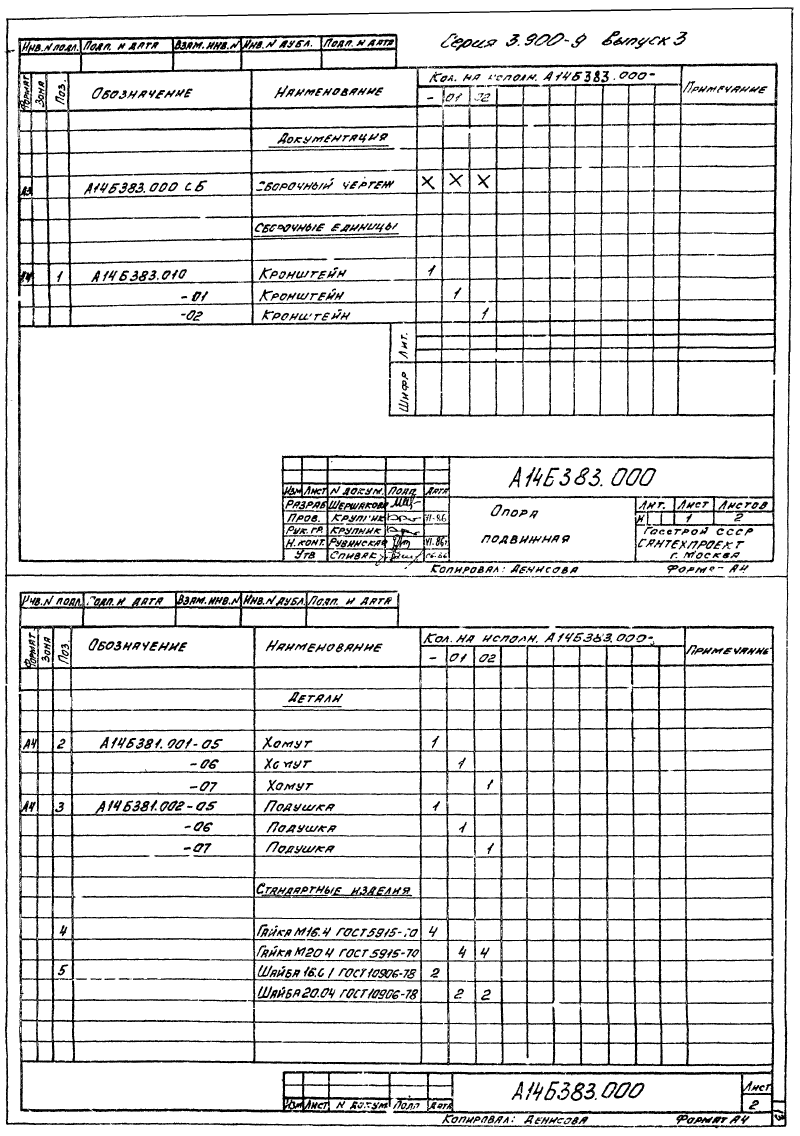 Серия 3.900-9 Выпуск 3
Инв.N подл. Подп. и дата Взам.инв.N Инв.N дубл. Подп. и дата
Формат Зона Поз. Обозначение Наименование Кол. на исполн. А14Б383.000- Примечание
- 01 02
Документация
А3 А14Б383.000 СБ Сборочный чертеж X X X
Сборочные единицы
А4 1 А14Б383.010 Кронштейн 1
-01 Кронштейн 1
-02 Кронштейн 1
Лит.
Шифр
А14Б383.000
Изм Лист N докум. Подп. Дата
Разраб Шершакова
Пров. Крупник VI-86
Рук.гр. Крупник
Н.конт. Рубинская VI.86
Утв. Спивак
Опора подвижная
Лит. Лист Листов
И 1 2
Госстрой СССР
Сантехпроект
г. Москва
Копировал: Денисова Формат А4
Инв.N подл. Подп. и дата Взам.инв.N Инв.N дубл. Подп. и дата
Формат Зона Поз. Обозначение Наименование Кол. на исполн. А14Б383.000- Примечание
- 01 02
Детали
А4 2 А14Б381.001-05 Хомут 1
-06 Хомут 1
-07 Хомут 1
А4 3 А14Б381.002-05 Подушка 1
-06 Подушка 1
-07 Подушка 1
Стандартные изделия
4 Гайка М16.4 ГОСТ 5915-70 4
Гайка М20.4 ГОСТ 5915-70 4 4
5 Шайба ГОСТ 10906-78 2
Шайба 20.04 ГОСТ 10906-78 2 2
А14Б383.000 Лист
2
Изм Лист N докум Подп Дата
Копировал: Денисова Формат А4